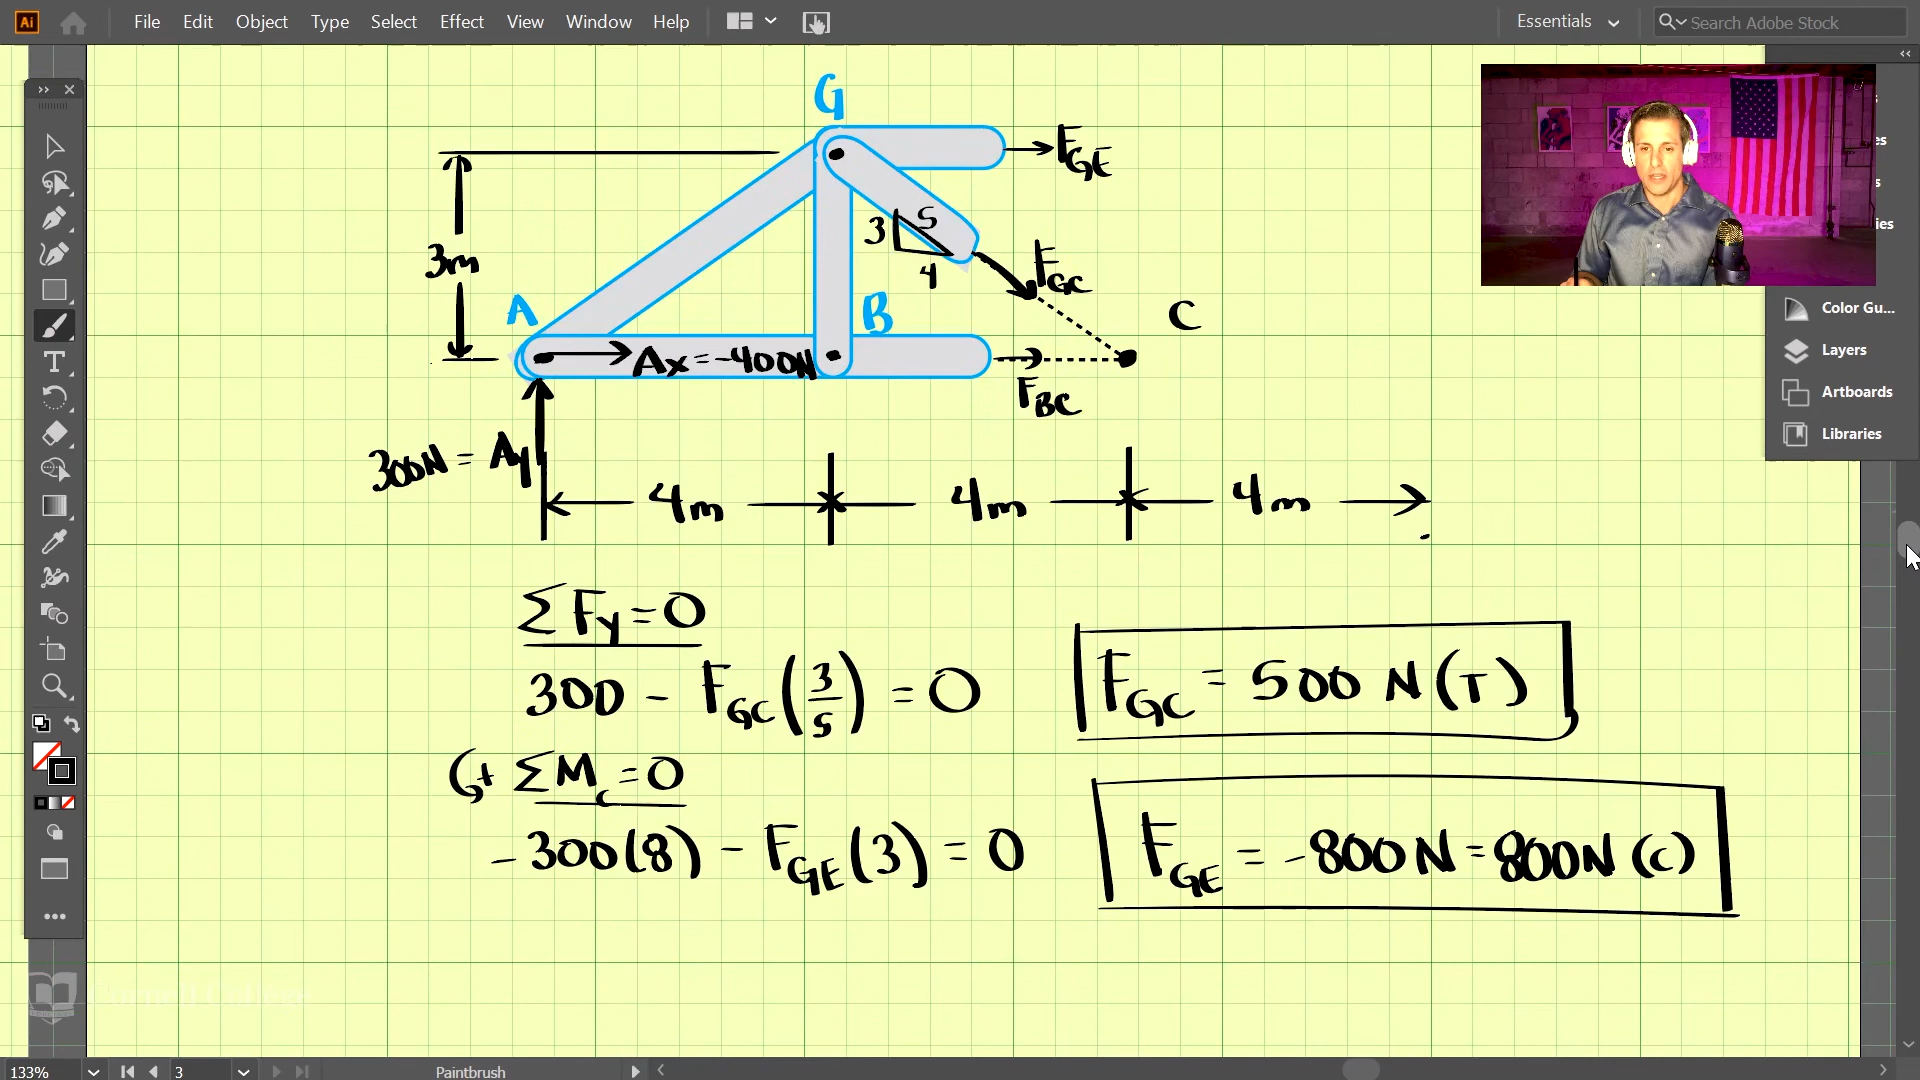 Ai File Edit Object Type Select Effect View Window Help Essentials Search Adobe Stock
G
F_GE
3
5
4
3m
F_GC
A
B
C
Ax = -400N
F_BC
300N = Ay
4m 4m 4m
ΣFy = 0
300 - F_GC(3/5) = 0
F_GC = 500 N (T)
+ ΣM_c = 0
-300(8) - F_GE(3) = 0
F_GE = -800N = 800N (C)
Color Gu...
Layers
Artboards
Libraries
133% 3 Paintbrush